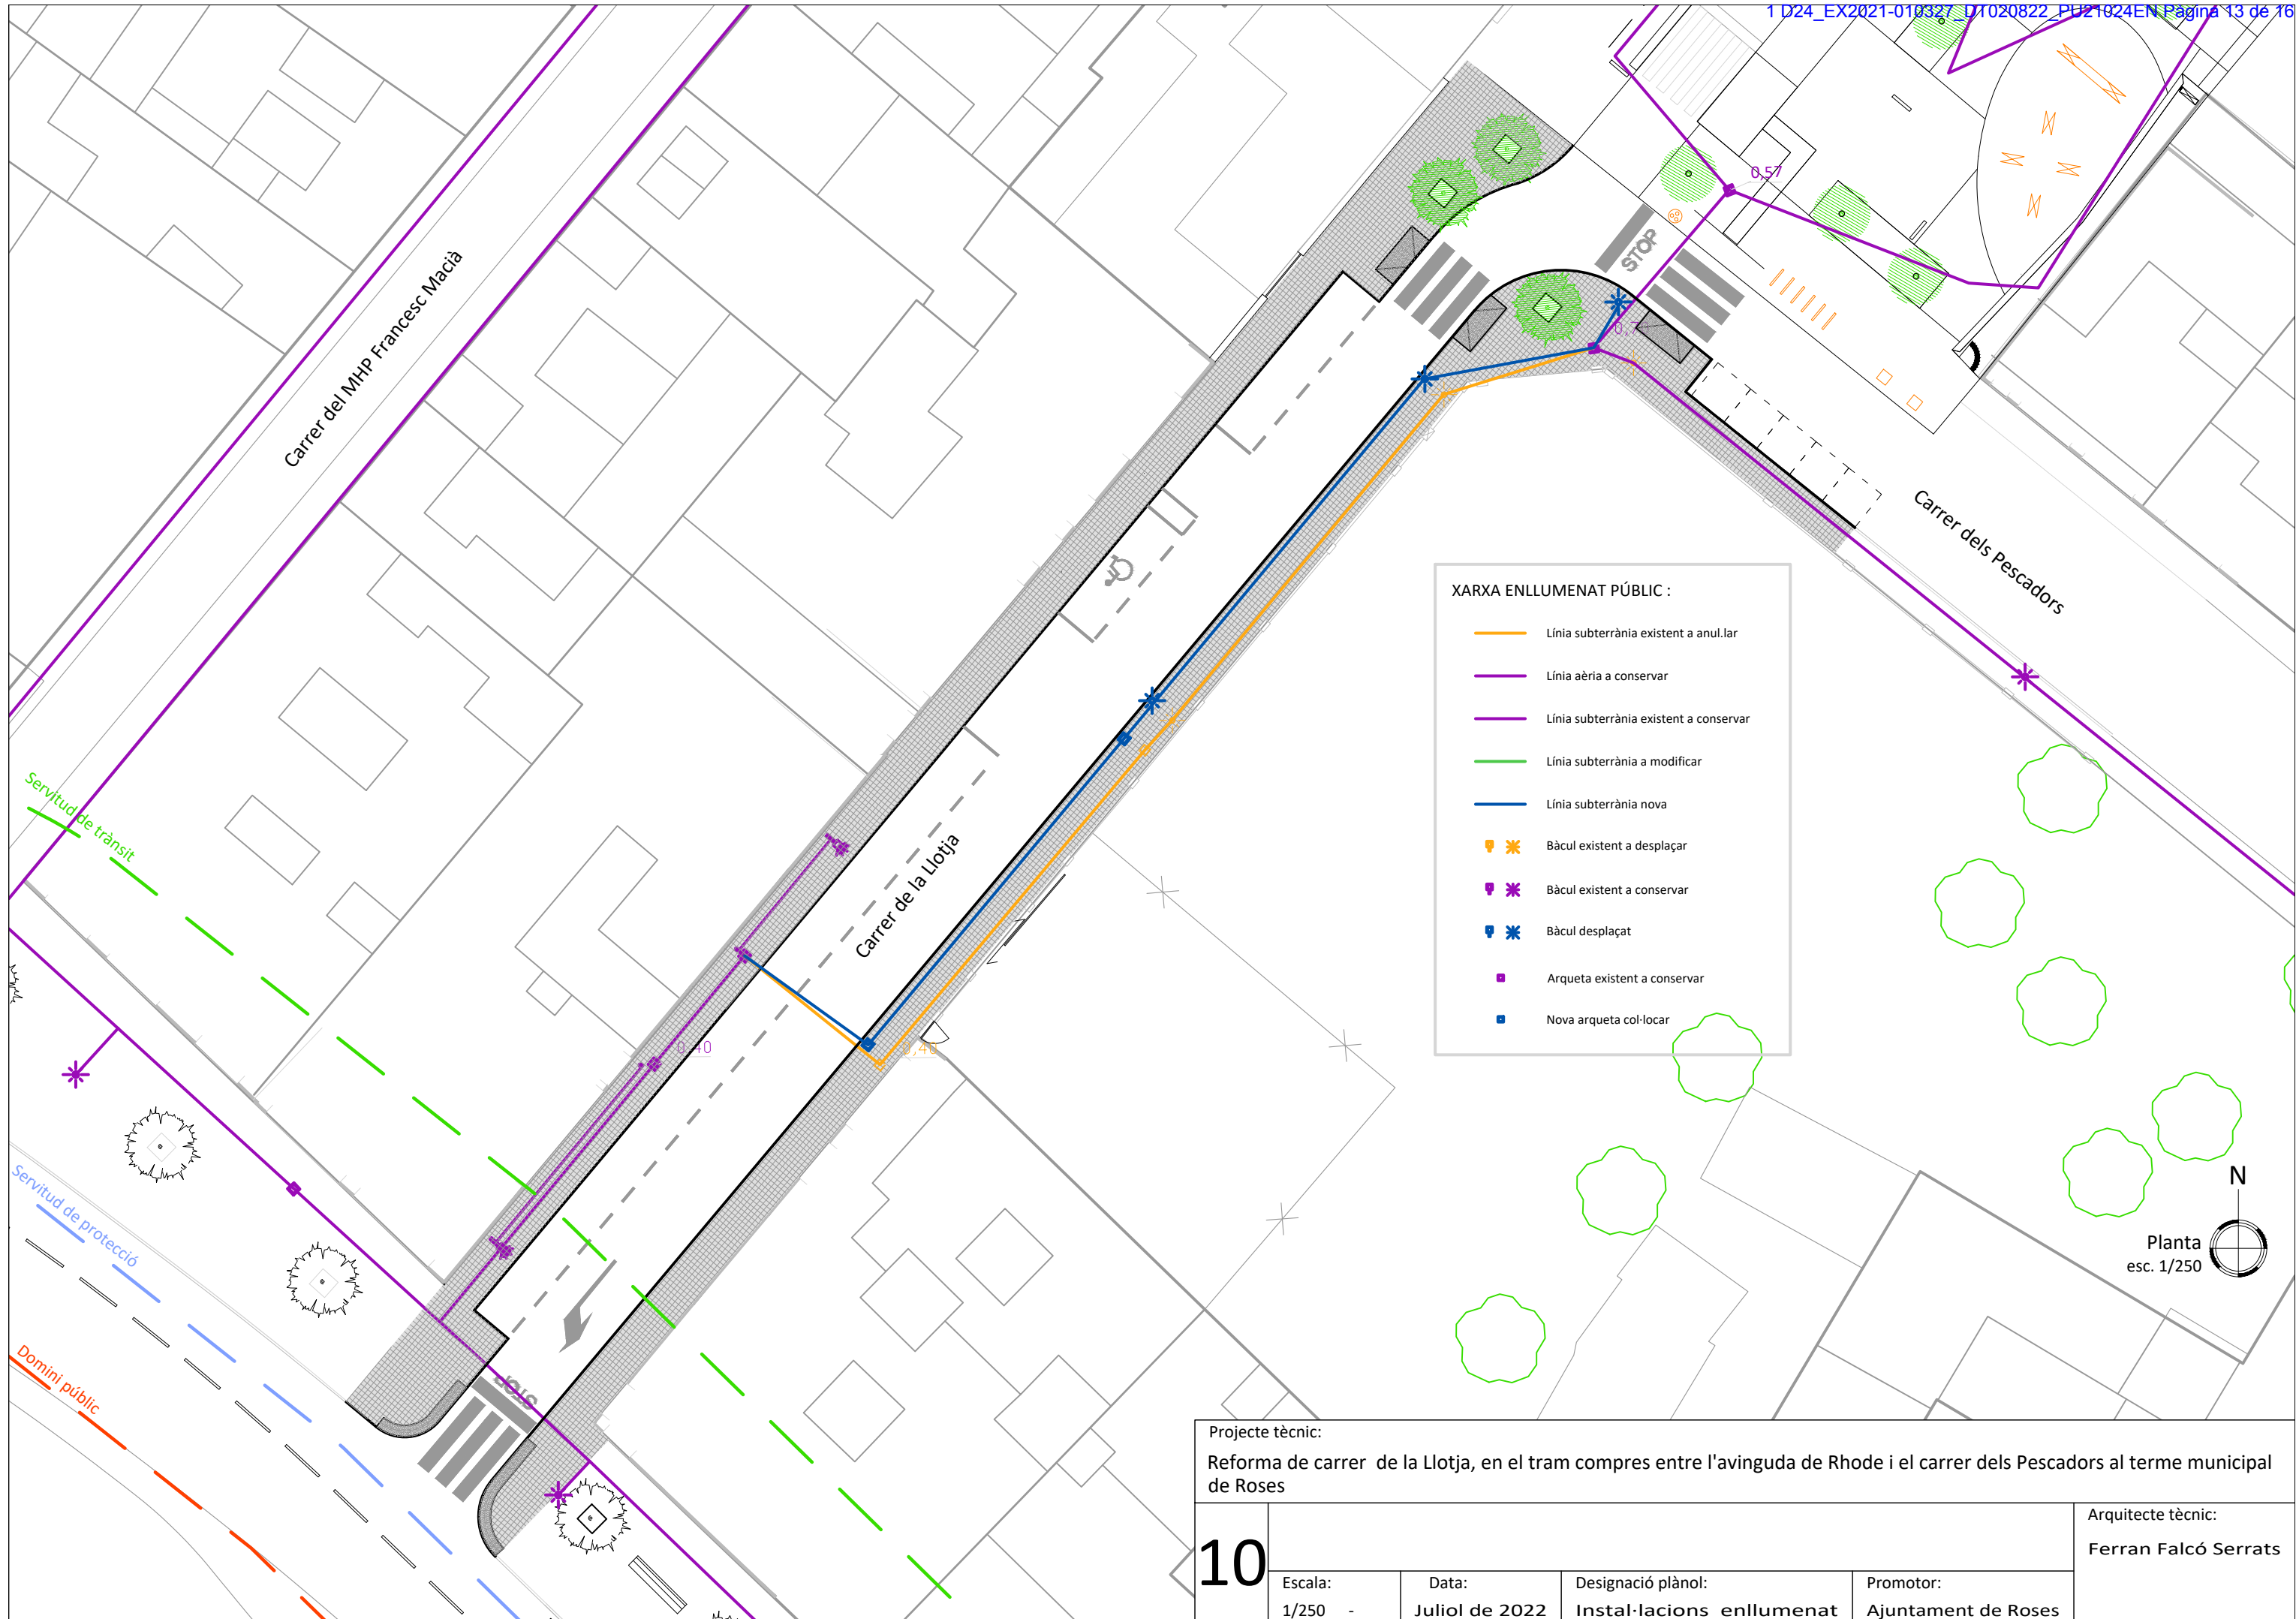 1 D24_EX2021-010327_DT020822_PU21024EN Pàgina 13 de 16
0,57
STOP
Carrer del MHP Francesc Macià
Carrer dels Pescadors
XARXA ENLLUMENAT PÚBLIC :
Línia subterrània existent a anul.lar
Línia aèria a conservar
Línia subterrània existent a conservar
Línia subterrània a modificar
Línia subterrània nova
Bàcul existent a desplaçar
Bàcul existent a conservar
Bàcul desplaçat
Arqueta existent a conservar
Nova arqueta col·locar
Servitud de trànsit
Carrer de la Llotja
0,40
0,40
Servitud de protecció
Domini públic
STOP
N
Planta
esc. 1/250
Projecte tècnic:
Reforma de carrer de la Llotja, en el tram compres entre l'avinguda de Rhode i el carrer dels Pescadors al terme municipal
de Roses
10
Escala:
1/250 -
Data:
Juliol de 2022
Designació plànol:
Instal·lacions enllumenat
Promotor:
Ajuntament de Roses
Arquitecte tècnic:
Ferran Falcó Serrats